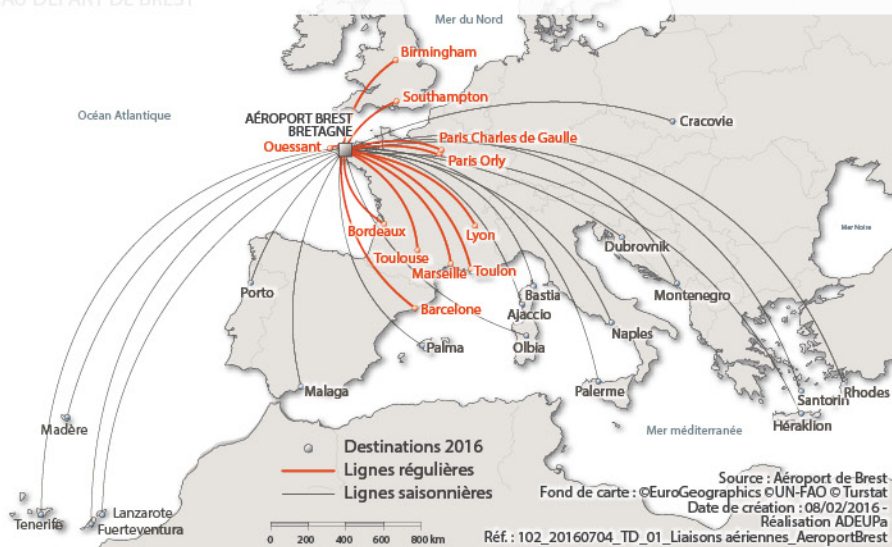 AU DÉPART DE BREST
Mer du Nord
Birmingham
Océan Atlantique
Southampton
AÉROPORT BREST
BRETAGNE
Cracovie
Ouessant
Paris Charles de Gaulle
Paris Orly
Mer Noire
Bordeaux
Lyon
Dubrovnik
Toulouse
Marseille
Toulon
Porto
Bastia
Montenegro
Barcelone
Ajaccio
Naples
Palma
Olbia
Malaga
Palerme
Santorin
Rhodes
Madère
Mer méditerranée
Héraklion
Destinations 2016
Lignes régulières
Lignes saisonnières
Tenerife
Lanzarote
Fuerteventura
0 200 400 600 800 km
Source : Aéroport de Brest
Fond de carte : ©EuroGeographics ©UN-FAO © Turstat
Date de création : 08/02/2016 -
Réalisation ADEUPa
Réf. : 102_20160704_TD_01_Liaisons aériennes_AeroportBrest